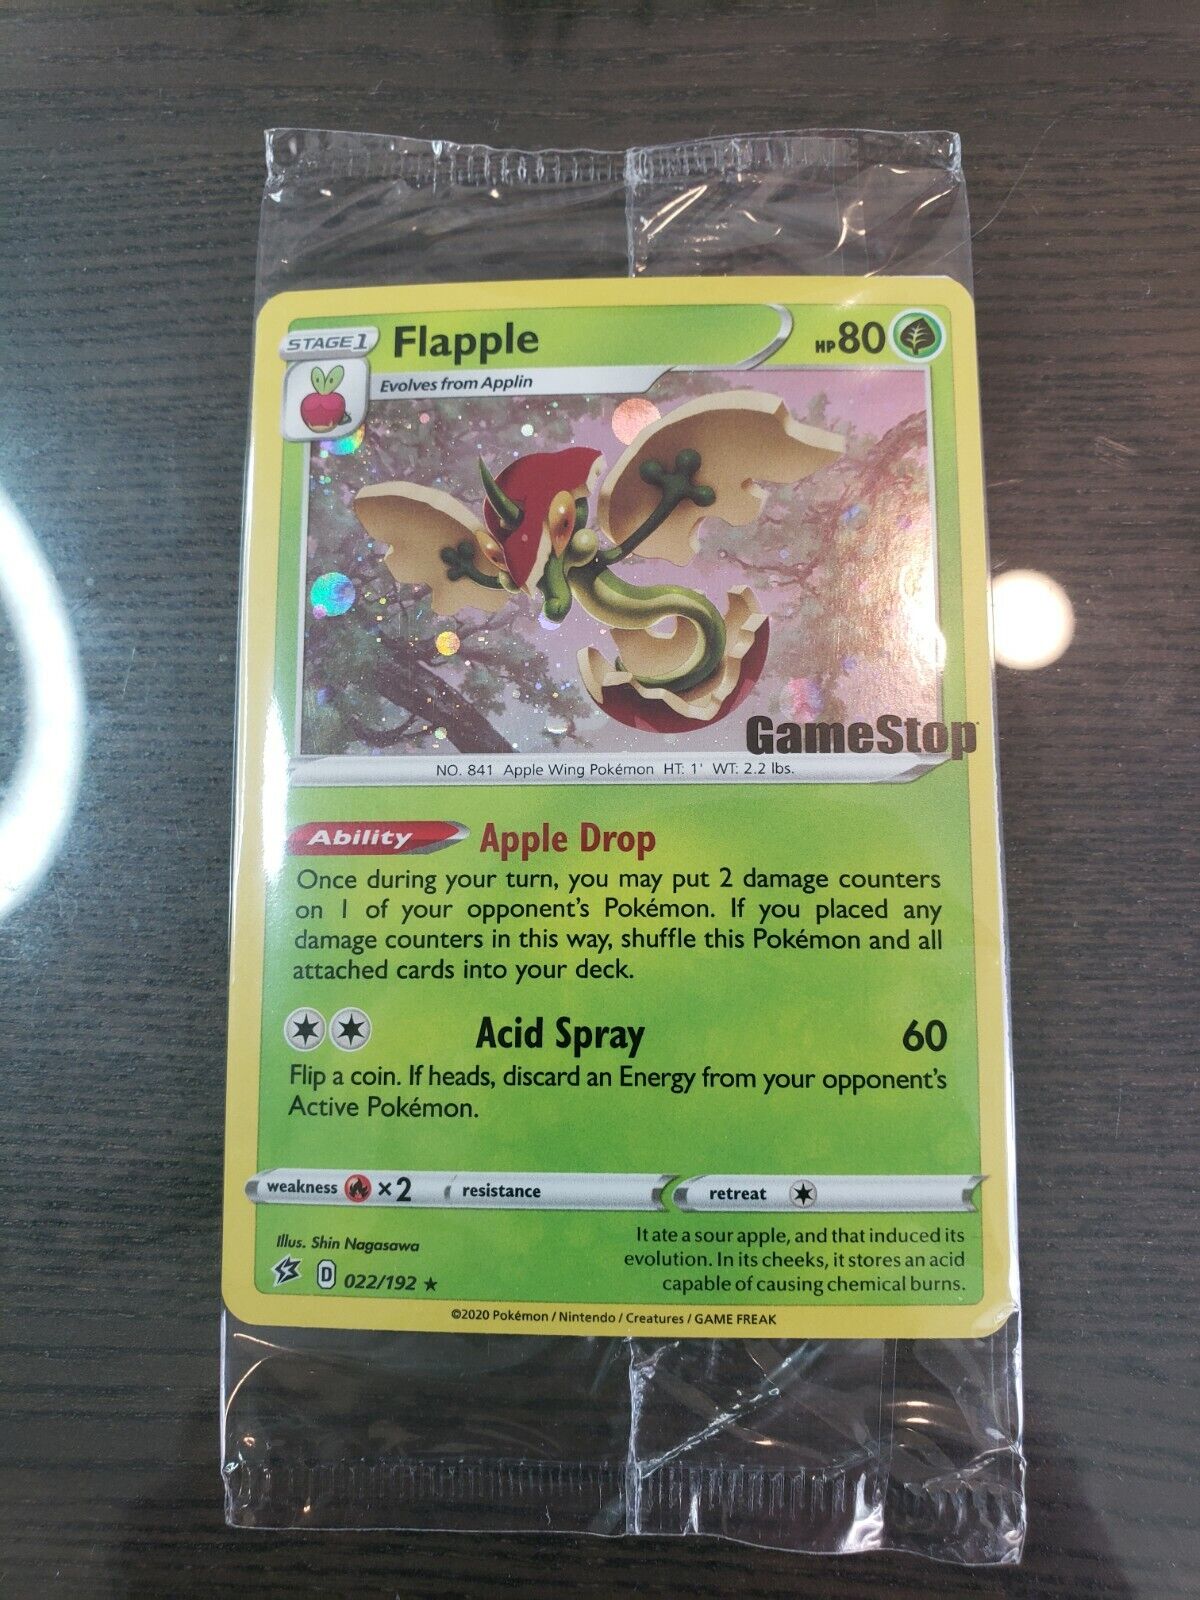 STAGE1 Flapple HP80
Evolves from Applin
GameStop
NO. 841 Apple Wing Pokémon HT: 1' WT: 2.2 lbs.
Ability Apple Drop
Once during your turn, you may put 2 damage counters
on 1 of your opponent's Pokémon. If you placed any
damage counters in this way, shuffle this Pokémon and all
attached cards into your deck.
Acid Spray 60
Flip a coin. If heads, discard an Energy from your opponent's
Active Pokémon.
weakness ×2 resistance retreat
Illus. Shin Nagasawa
D 022/192 ★
It ate a sour apple, and that induced its
evolution. In its cheeks, it stores an acid
capable of causing chemical burns.
©2020 Pokémon / Nintendo / Creatures / GAME FREAK